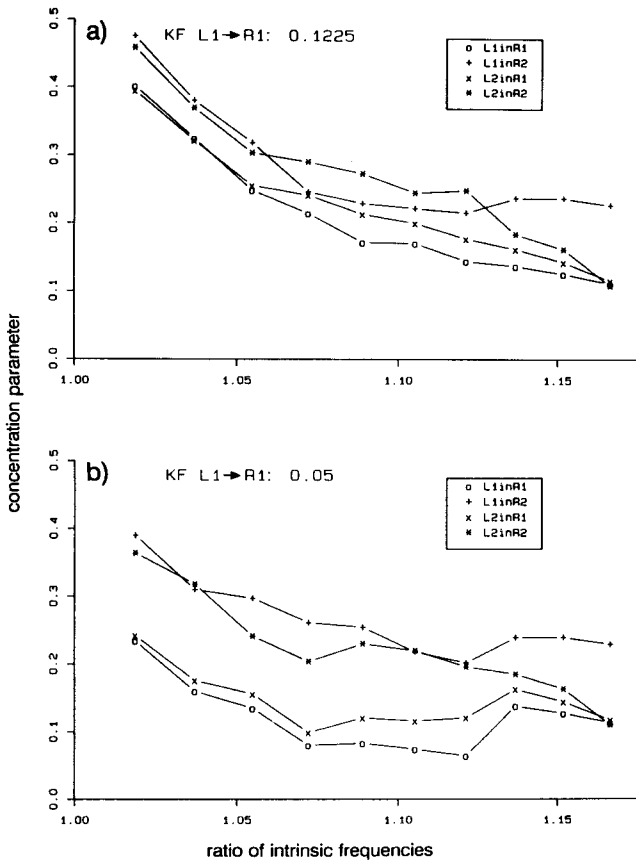 a)
KF L1→R1: 0.1225
o L1inR1
+ L1inR2
x L2inR1
* L2inR2
0.5
0.4
0.3
0.2
0.1
0.0
1.00
1.05
1.10
1.15
concentration parameter
b)
KF L1→R1: 0.05
o L1inR1
+ L1inR2
x L2inR1
* L2inR2
0.5
0.4
0.3
0.2
0.1
0.0
1.00
1.05
1.10
1.15
ratio of intrinsic frequencies